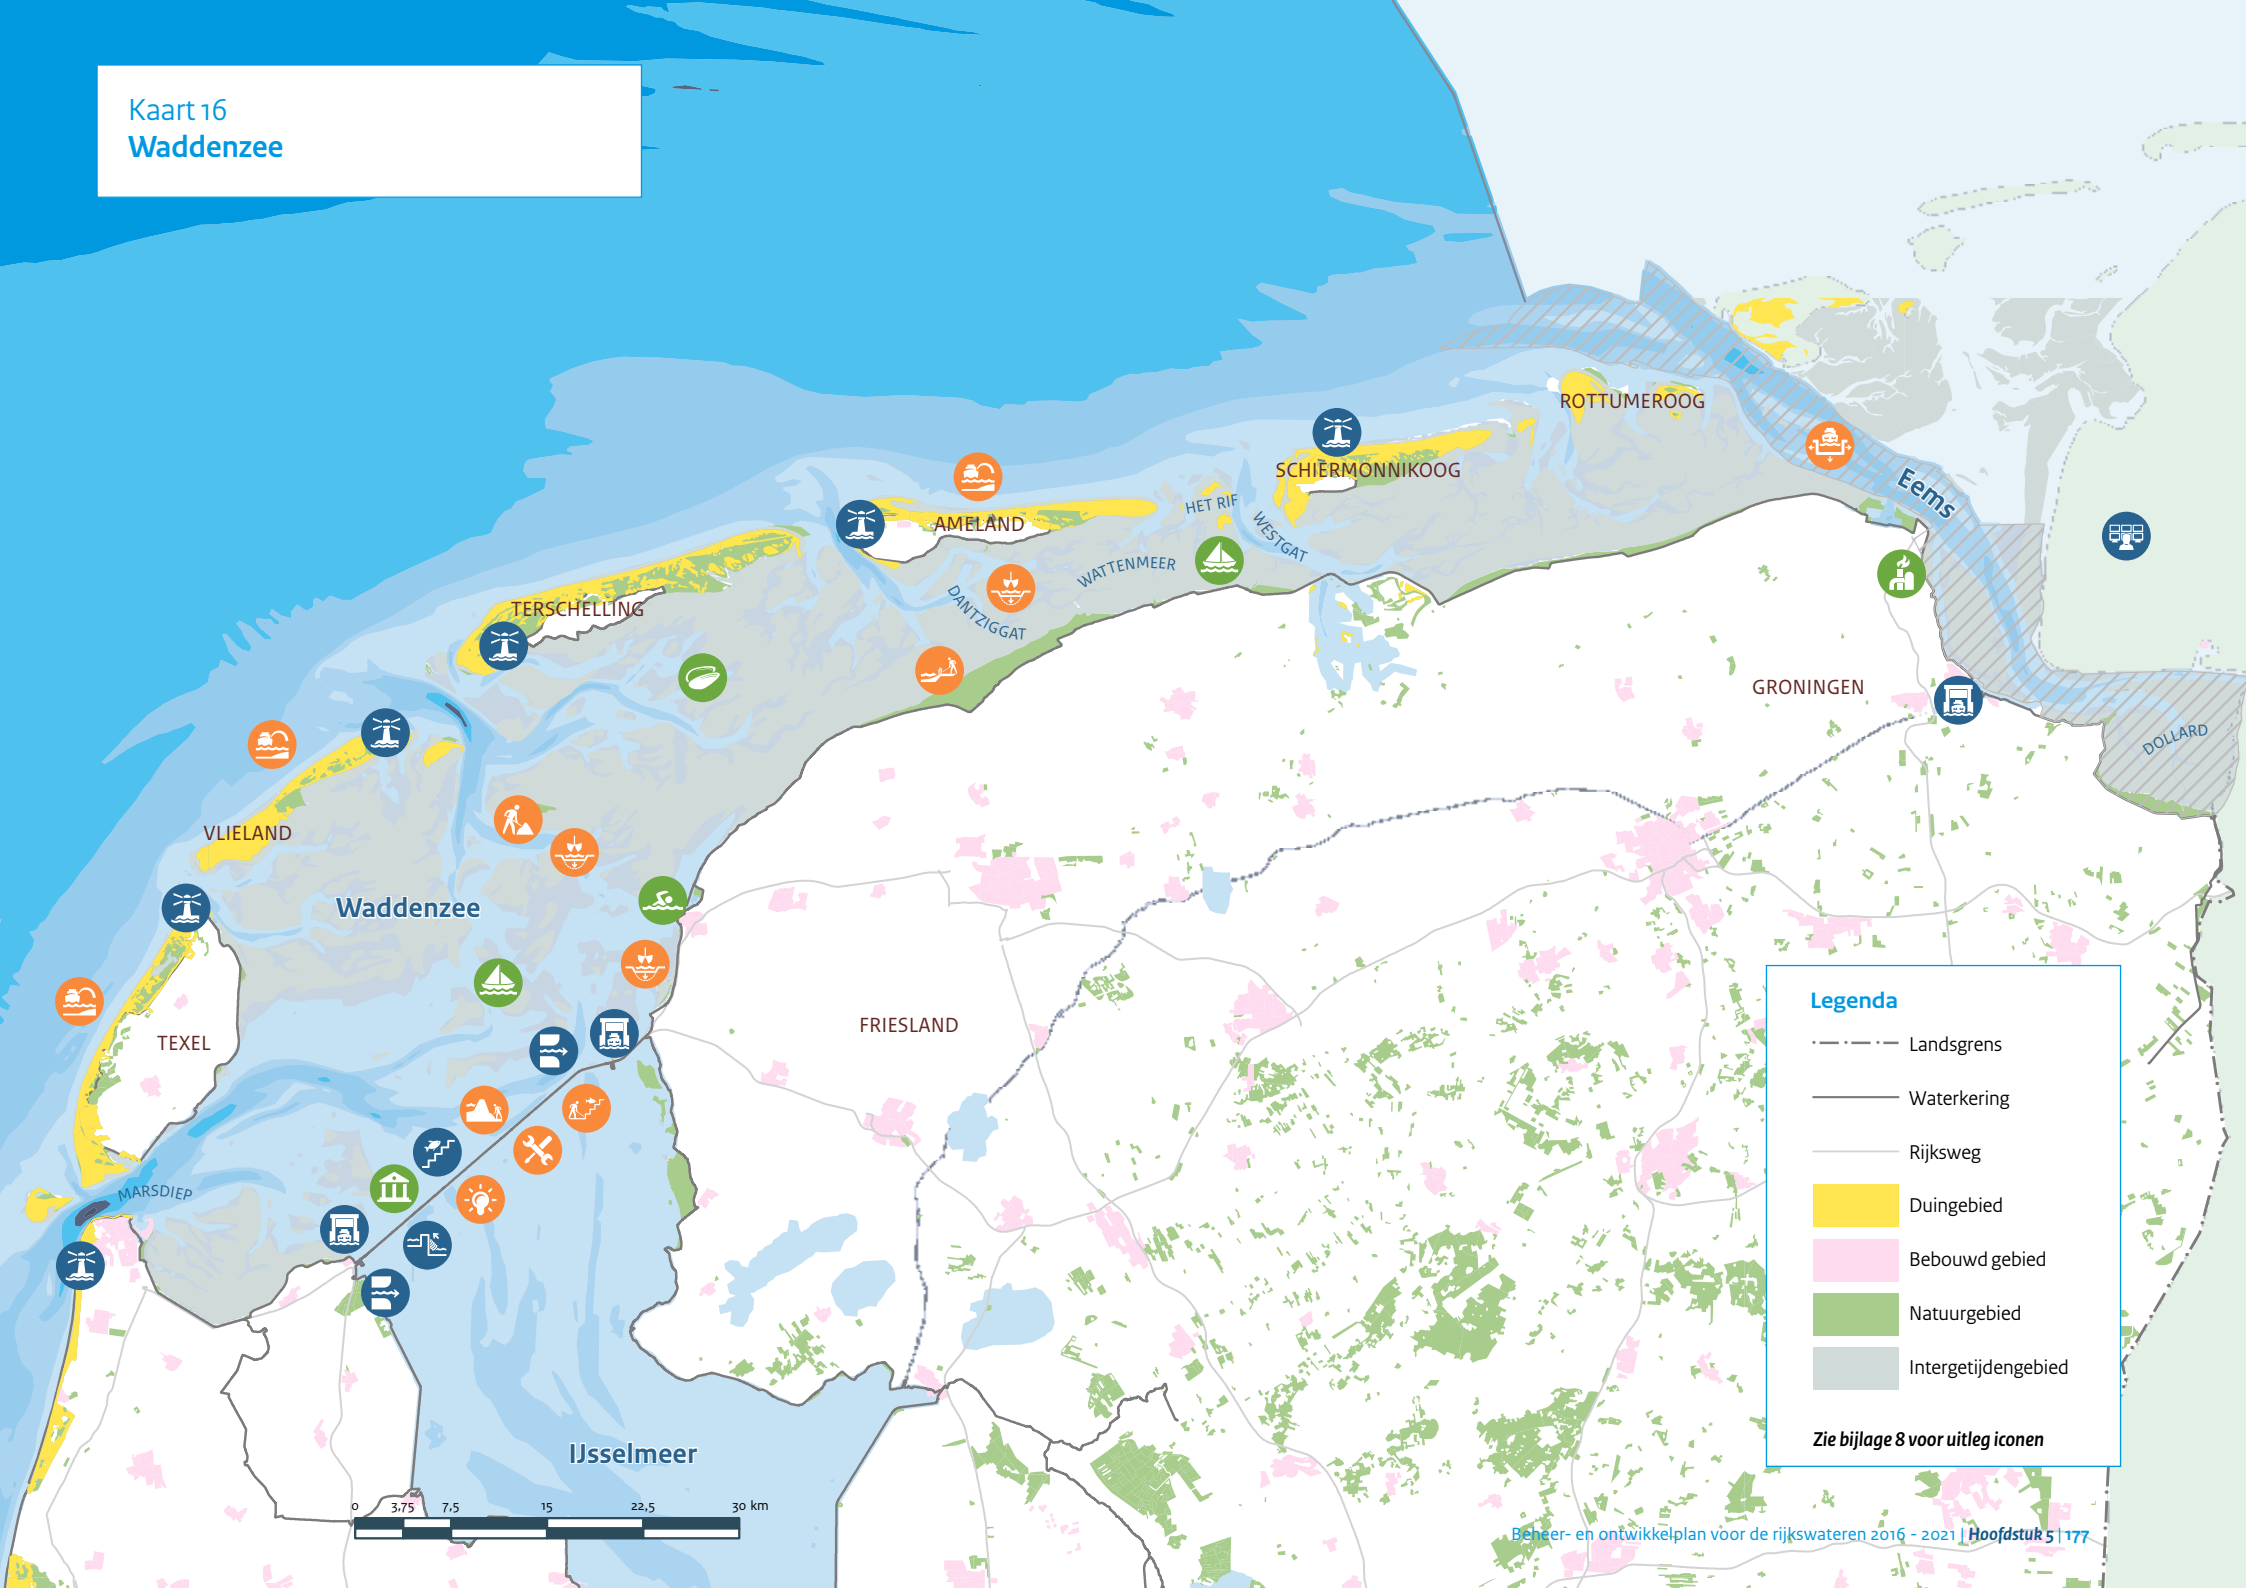 Kaart 16
Waddenzee
ROTTUMEROOG
SCHIERMONNIKOOG
Eems
HET RIF
AMELAND
WESTGAT
WATTENMEER
DANTZIGGAT
TERSCHELLING
GRONINGEN
DOLLARD
VLIELAND
Waddenzee
FRIESLAND
TEXEL
MARSDIEP
IJsselmeer
0 3,75 7,5 15 22,5 30 km
Legenda
Landsgrens
Waterkering
Rijksweg
Duingebied
Bebouwd gebied
Natuurgebied
Intergetijdengebied
Zie bijlage 8 voor uitleg iconen
Beheer- en ontwikkelplan voor de rijkswateren 2016 - 2021 | Hoofdstuk 5 | 177